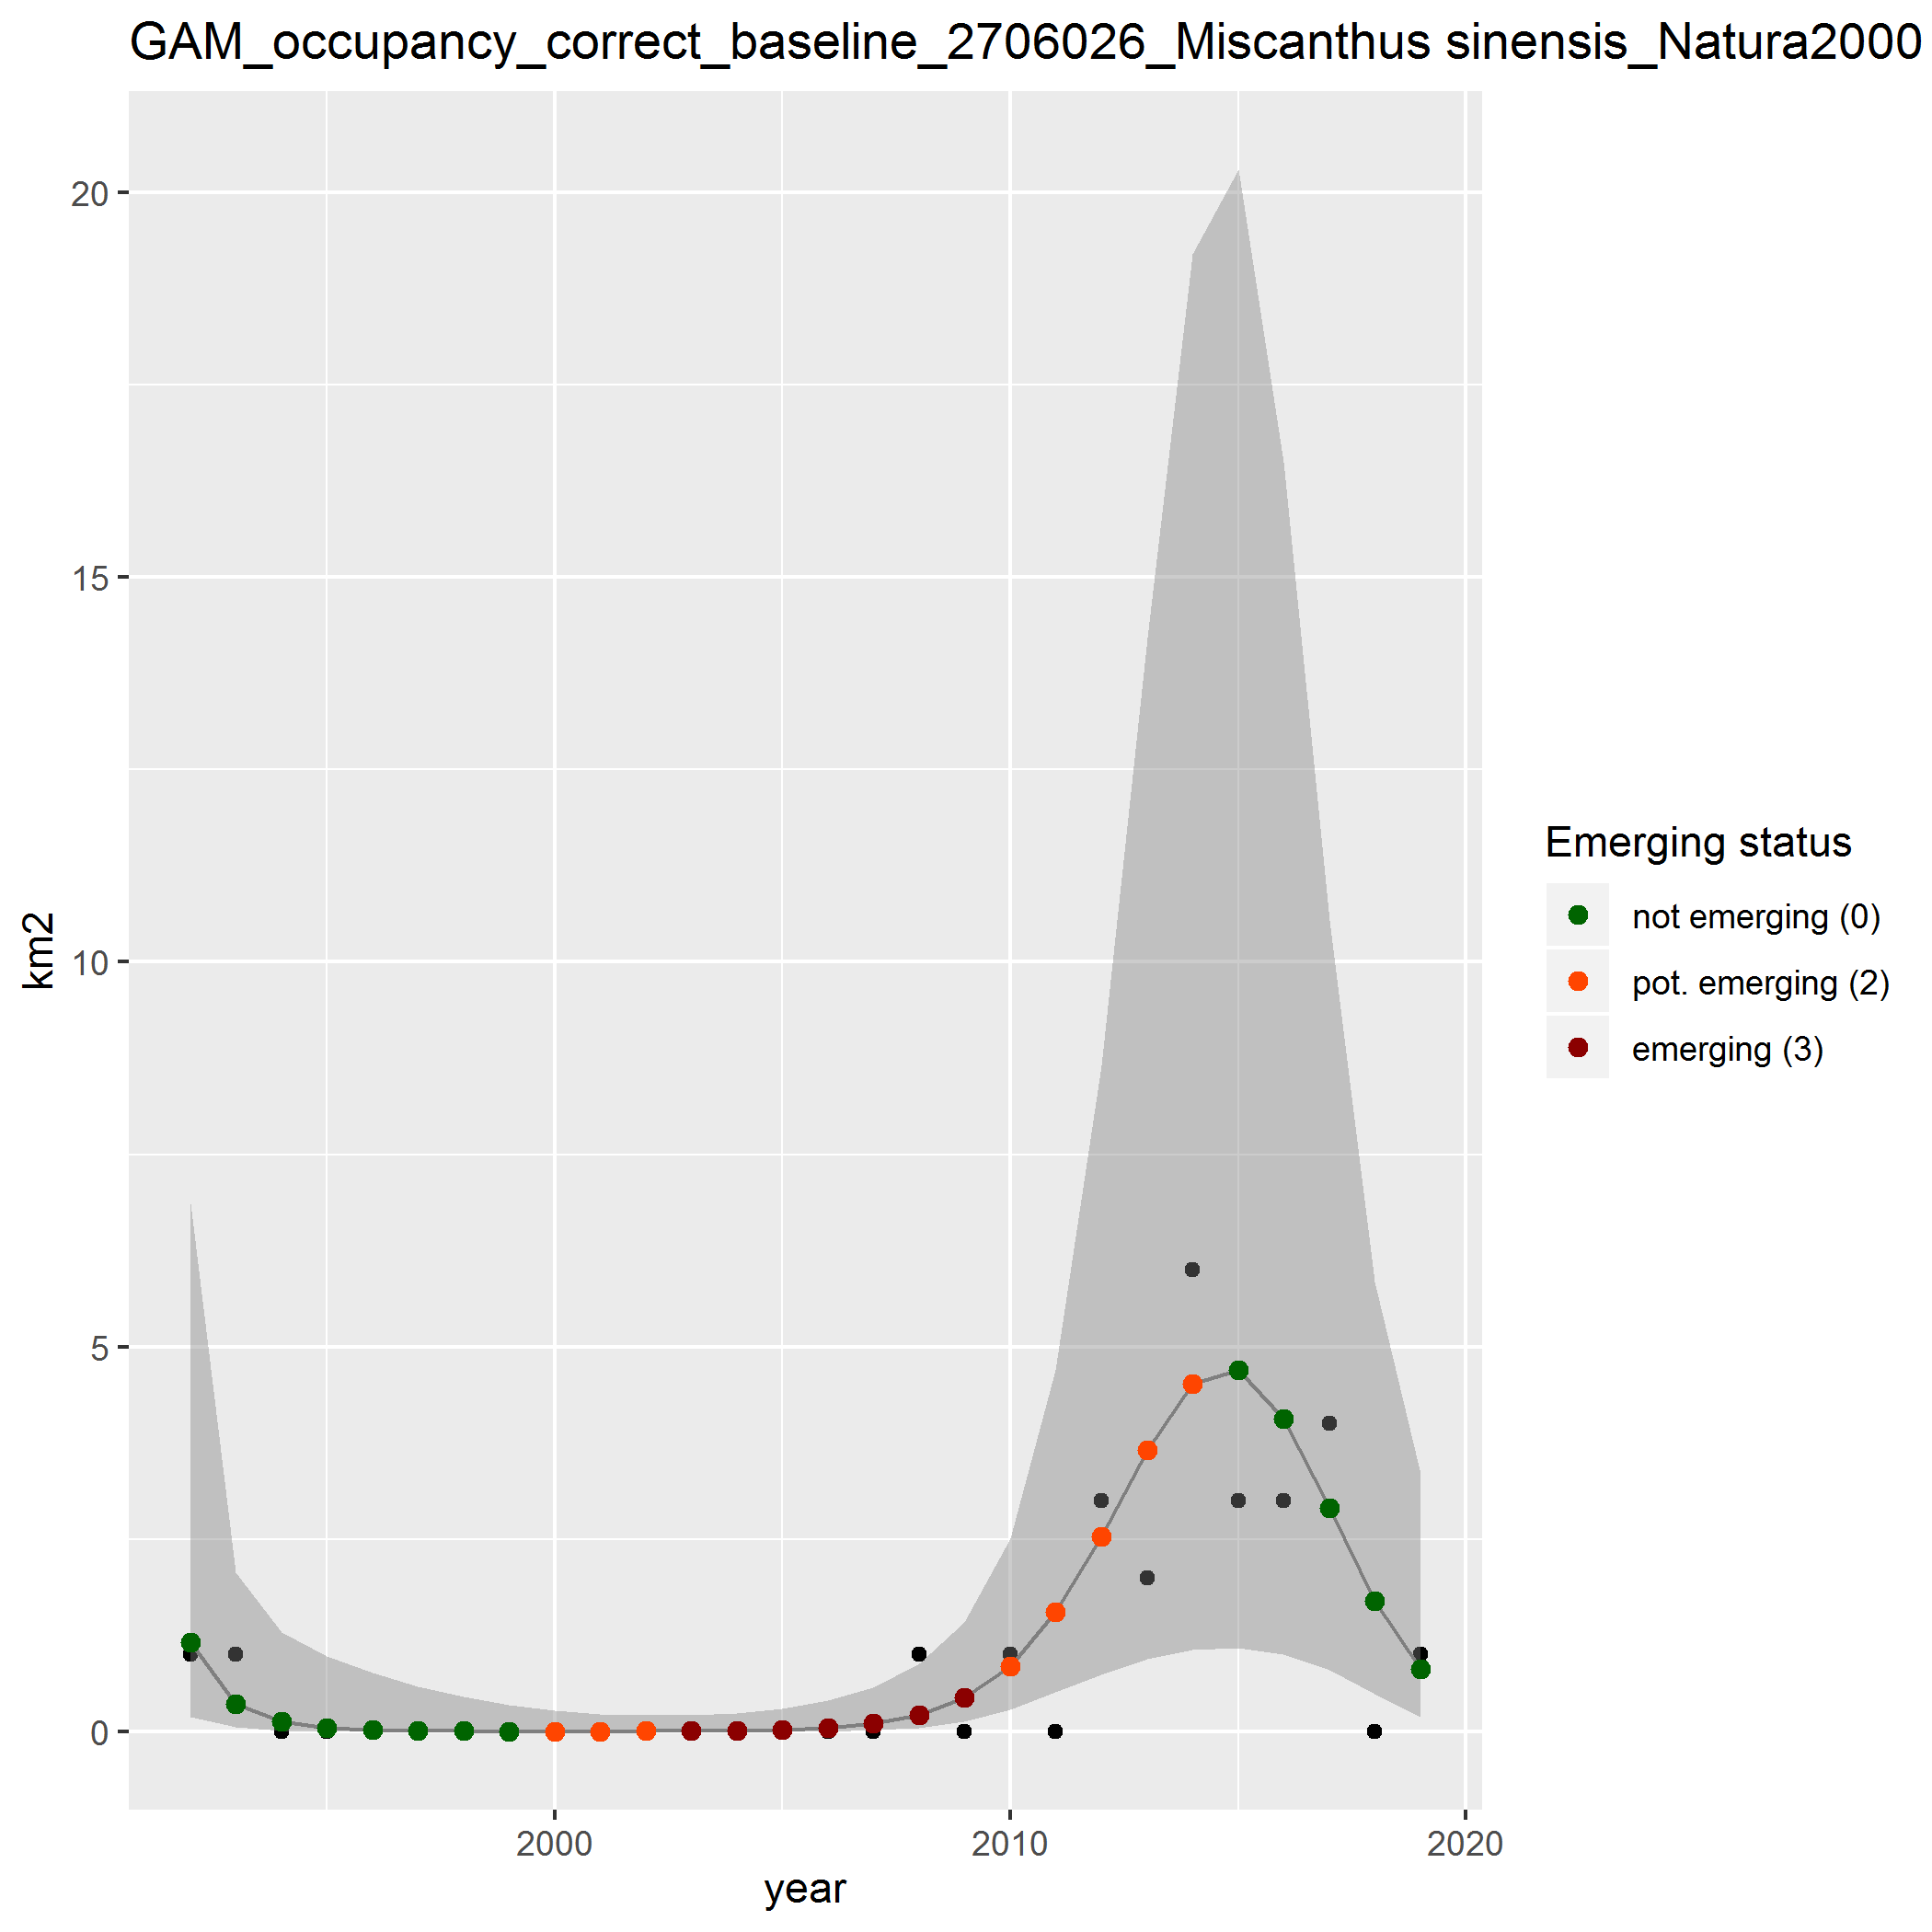 GAM_occupancy_correct_baseline_2706026_Miscanthus sinensis_Natura2000
20
15
10
5
0
km2
2000
2010
2020
year
Emerging status
not emerging (0)
pot. emerging (2)
emerging (3)